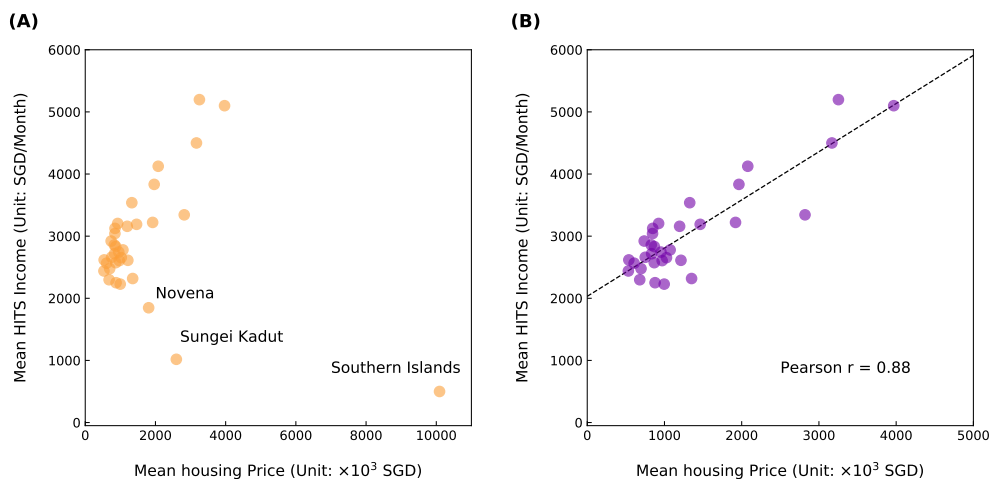 (A)
(B)
Mean HITS Income (Unit: SGD/Month)
6000
5000
4000
3000
2000
1000
0
Novena
Sungei Kadut
Southern Islands
0 2000 4000 6000 8000 10000
Mean housing Price (Unit: ×10³ SGD)
Mean HITS Income (Unit: SGD/Month)
6000
5000
4000
3000
2000
1000
0
Pearson r = 0.88
0 1000 2000 3000 4000 5000
Mean housing Price (Unit: ×10³ SGD)